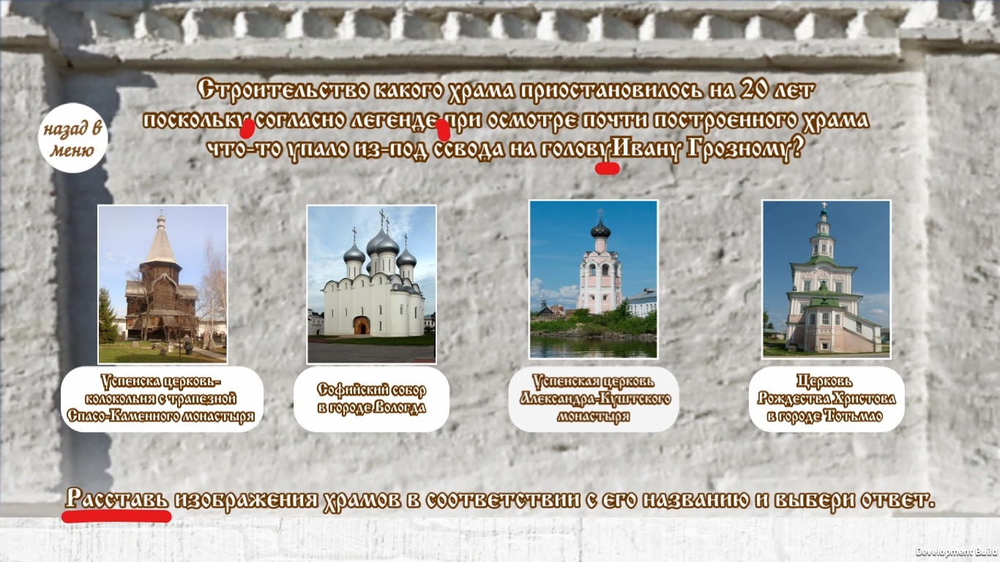 Строительство какого храма приостановилось на 20 лет
поскольку согласно легенде при осмотре почти построенного храма
что-то упало из-под ссвода на голову Ивану Грозному?
назад в
меню
Успенска церковь-
колокольня с трапезной
Спасо-Каменного монастыря
Софийский собор
в городе Вологда
Успенская церковь
Александра-Куштского
монастыря
Церковь
Рождества Христова
в городе Тотьмао
Расставь изображения храмов в соответствии с его названию и выбери ответ.
Development Build